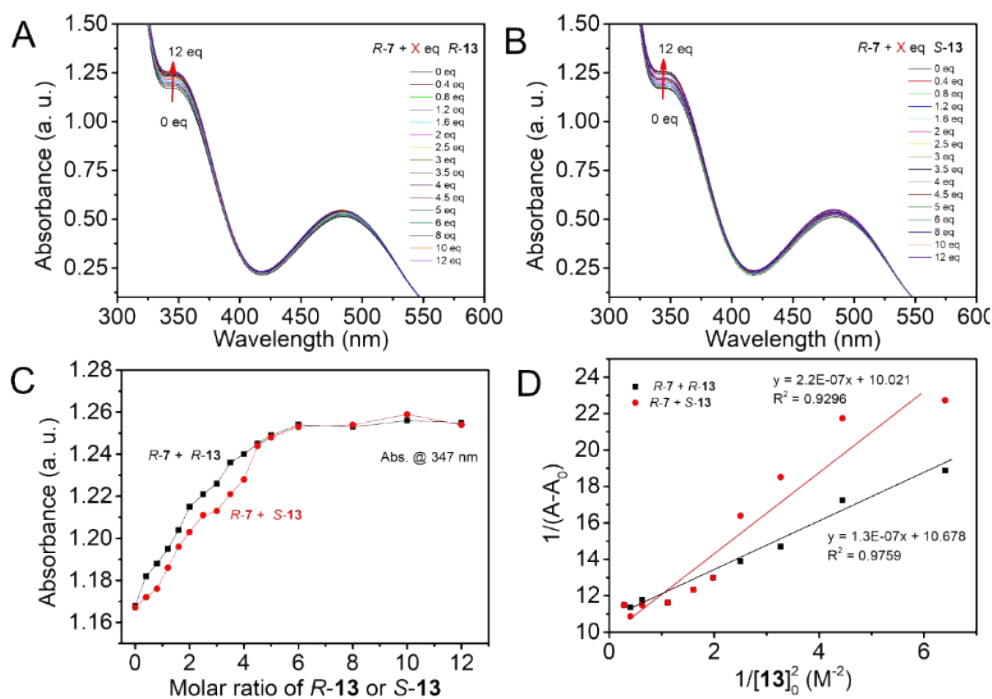 A
R-7 + X eq R-13
12 eq
0 eq
0 eq
0.4 eq
0.8 eq
1.2 eq
1.6 eq
2 eq
2.5 eq
3 eq
3.5 eq
4 eq
4.5 eq
5 eq
6 eq
8 eq
10 eq
12 eq
1.50
1.25
1.00
0.75
0.50
0.25
Absorbance (a. u.)
300 350 400 450 500 550 600
Wavelength (nm)
B
R-7 + X eq S-13
12 eq
0 eq
0 eq
0.4 eq
0.8 eq
1.2 eq
1.6 eq
2 eq
2.5 eq
3 eq
3.5 eq
4 eq
4.5 eq
5 eq
6 eq
8 eq
10 eq
12 eq
1.50
1.25
1.00
0.75
0.50
0.25
Absorbance (a. u.)
300 350 400 450 500 550 600
Wavelength (nm)
C
1.28
1.26
1.24
1.22
1.20
1.18
1.16
Absorbance (a. u.)
R-7 + R-13
Abs. @ 347 nm
R-7 + S-13
0 2 4 6 8 10 12
Molar ratio of R-13 or S-13
D
24
22
20
18
16
14
12
10
1/(A-A₀)
R-7 + R-13
R-7 + S-13
y = 2.2E-07x + 10.021
R² = 0.9296
y = 1.3E-07x + 10.678
R² = 0.9759
0 2 4 6
1/[13]₀² (M⁻²)